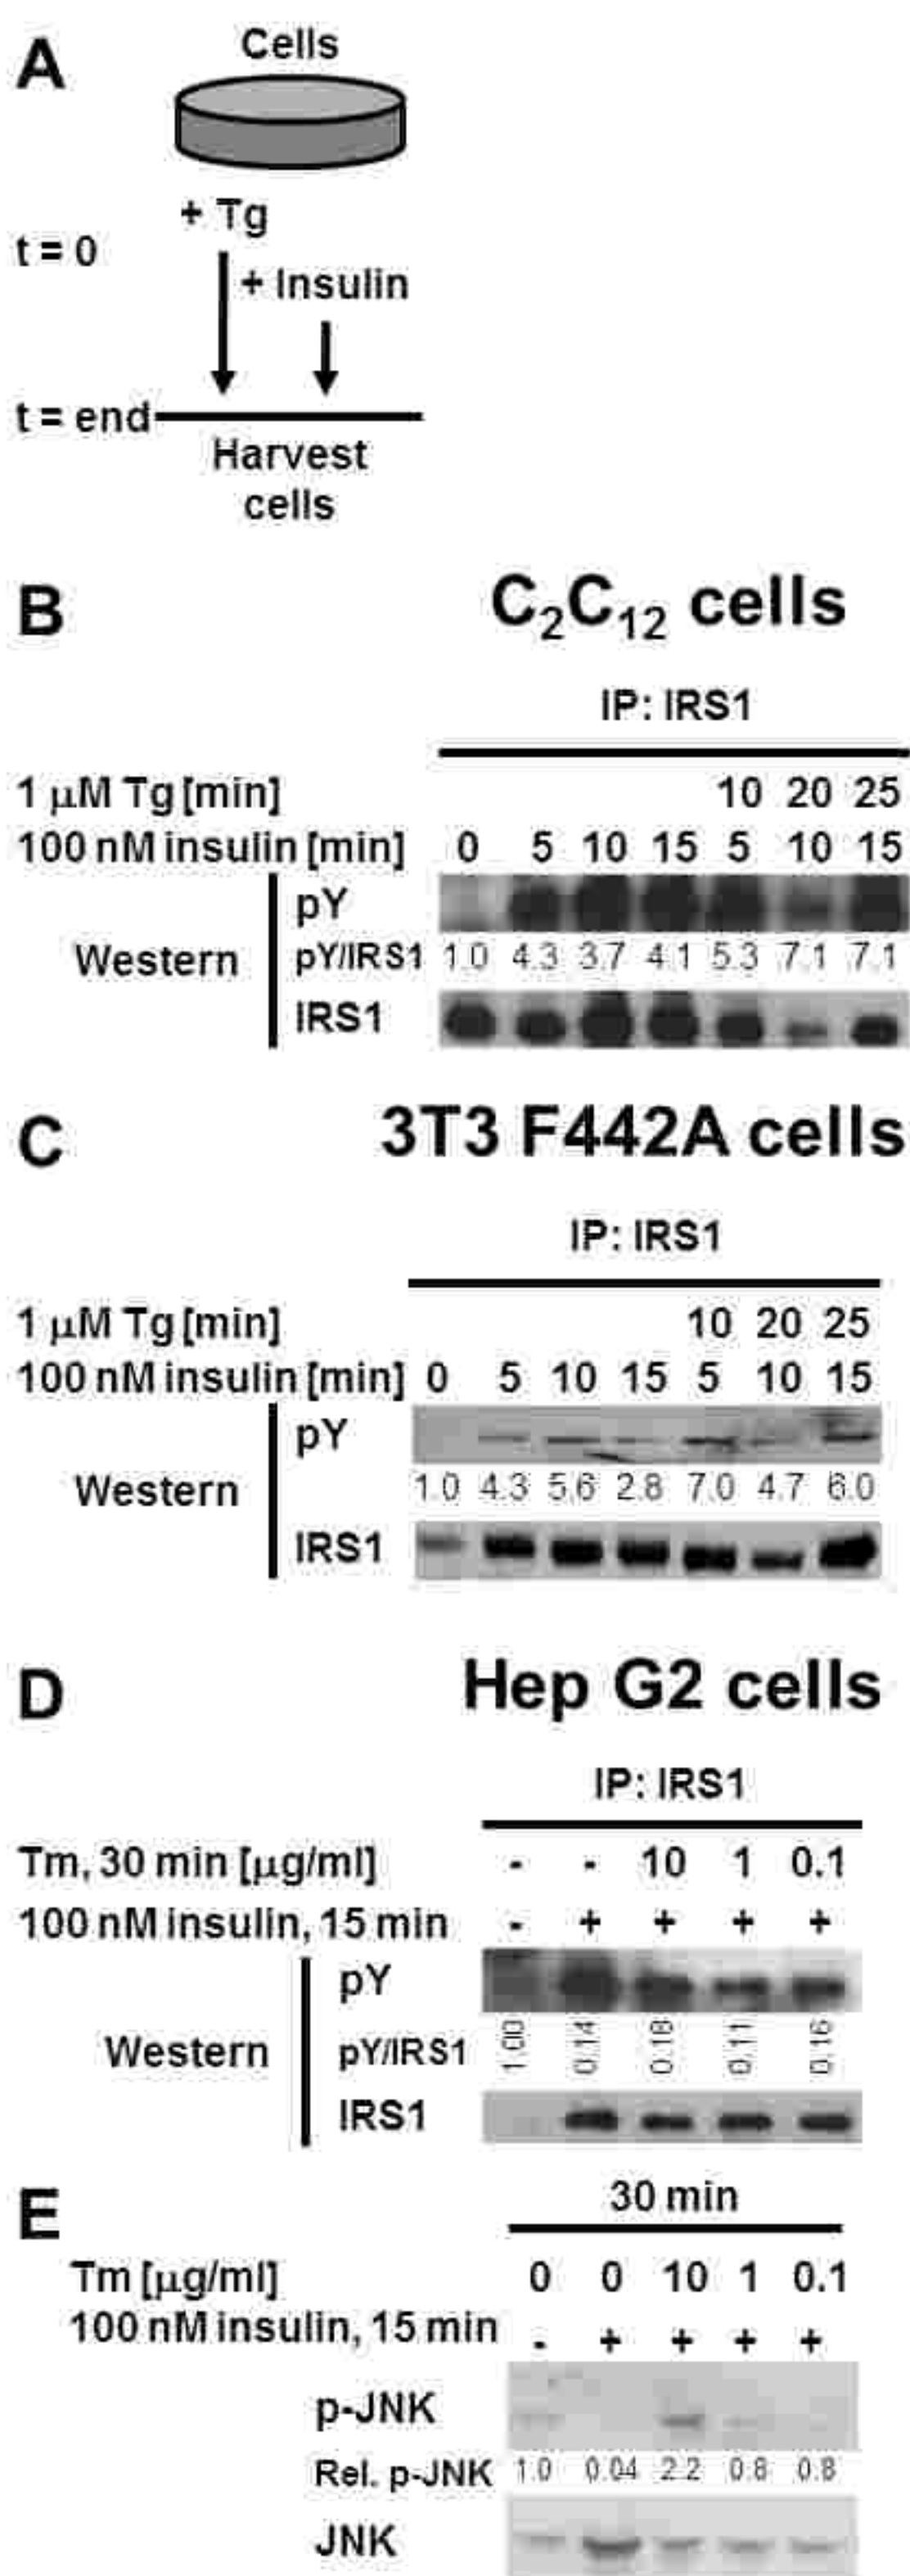 A
Cells
+ Tg
t = 0
+ Insulin
t = end
Harvest
cells
B
C₂C₁₂ cells
IP: IRS1
1 µM Tg [min] 10 20 25
100 nM insulin [min] 0 5 10 15 5 10 15
Western
pY
pY/IRS1 1.0 4.3 3.7 4.1 5.3 7.1 7.1
IRS1
C
3T3 F442A cells
IP: IRS1
1 µM Tg [min] 10 20 25
100 nM insulin [min] 0 5 10 15 5 10 15
pY
Western 1.0 4.3 5.6 2.8 7.0 4.7 6.0
IRS1
D
Hep G2 cells
IP: IRS1
Tm, 30 min [µg/ml] - - 10 1 0.1
100 nM insulin, 15 min - + + + +
pY
Western pY/IRS1 1.00 0.14 0.18 0.11 0.16
IRS1
E
30 min
Tm [µg/ml] 0 0 10 1 0.1
100 nM insulin, 15 min - + + + +
p-JNK
Rel. p-JNK 1.0 0.04 2.2 0.8 0.8
JNK